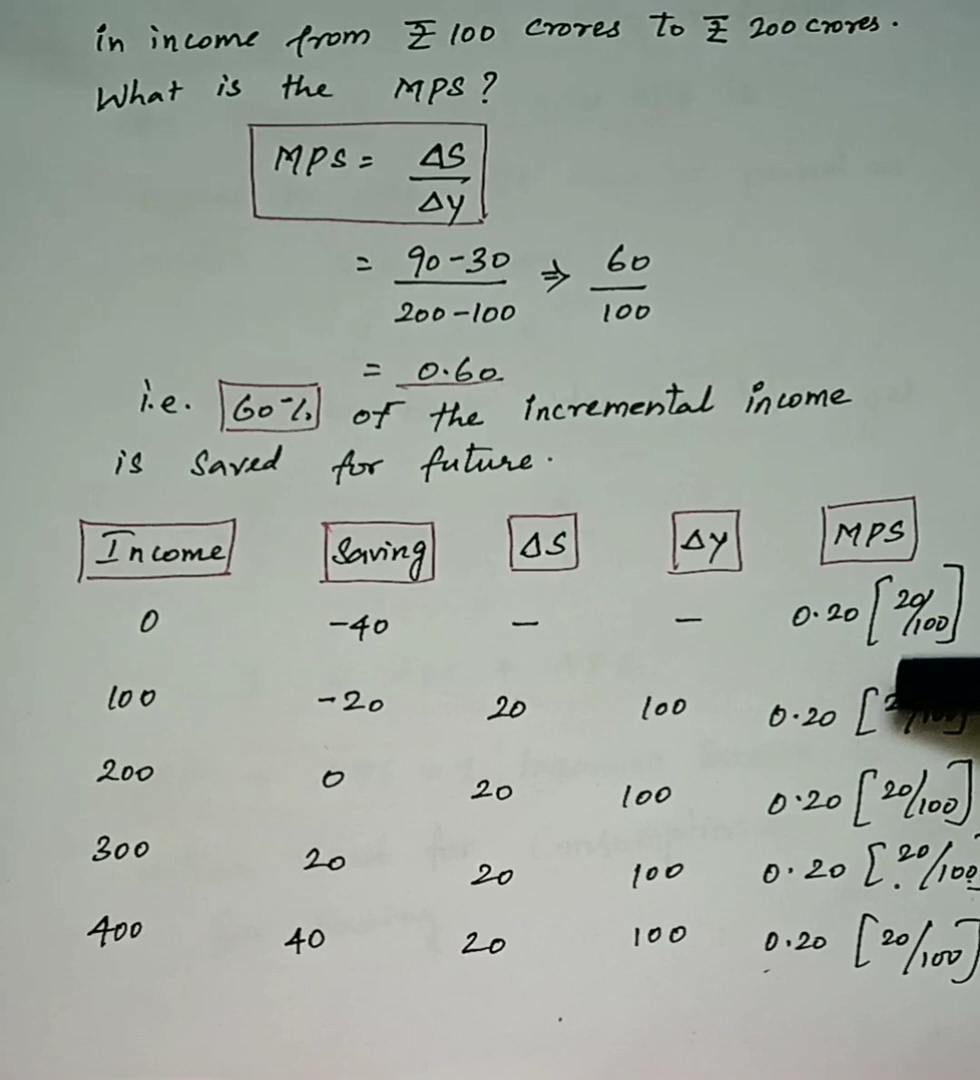 in income from ₹ 100 crores to ₹ 200 crores.
What is the MPS?
MPS = ΔS/Δy
= 90-30/200-100 ⇒ 60/100
= 0.60
i.e. 60% of the incremental income
is saved for future.
Income Saving ΔS Δy MPS
0 -40 — — 0.20 [20/100]
100 -20 20 100 0.20 [
200 0 20 100 0.20 [20/100]
300 20 20 100 0.20 [20/100
400 40 20 100 0.20 [20/100]